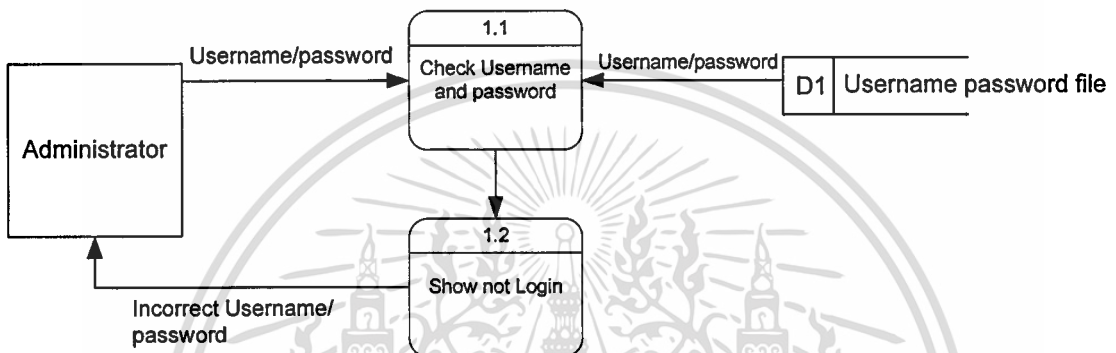 1.1
Username/password
Check Username
and password
Username/password
D1
Username password file
Administrator
1.2
Show not Login
Incorrect Username/
password